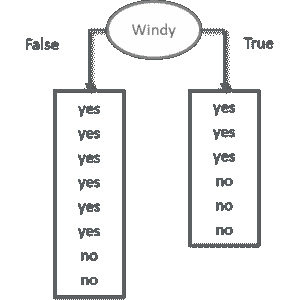 Windy
False
True
yes
yes
yes
yes
yes
yes
no
no
yes
yes
yes
no
no
no